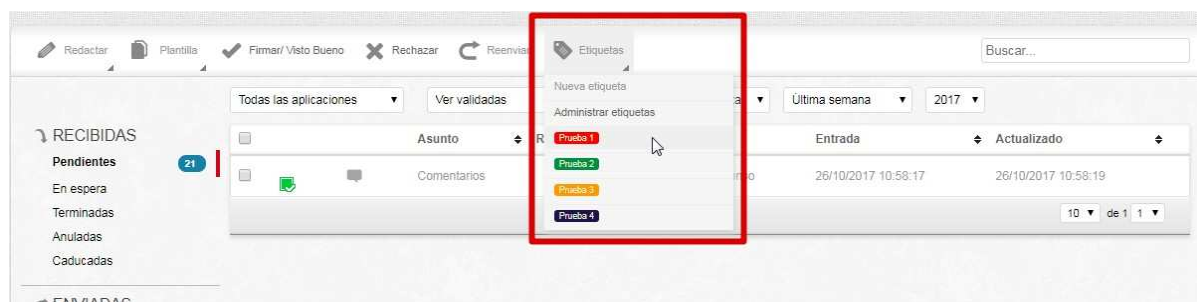 Redactar Plantilla Firmar/ Visto Bueno Rechazar Reenviar Etiquetas Buscar...
Nueva etiqueta
Todas las aplicaciones Ver validadas Última semana 2017
Administrar etiquetas
RECIBIDAS
Asunto Entrada Actualizado
Prueba 1
Pendientes 21
Prueba 2
Comentarios 26/10/2017 10:58:17 26/10/2017 10:58:19
En espera
Prueba 3
Terminadas
Prueba 4
10 de 1 1
Anuladas
Caducadas
ENVIADAS